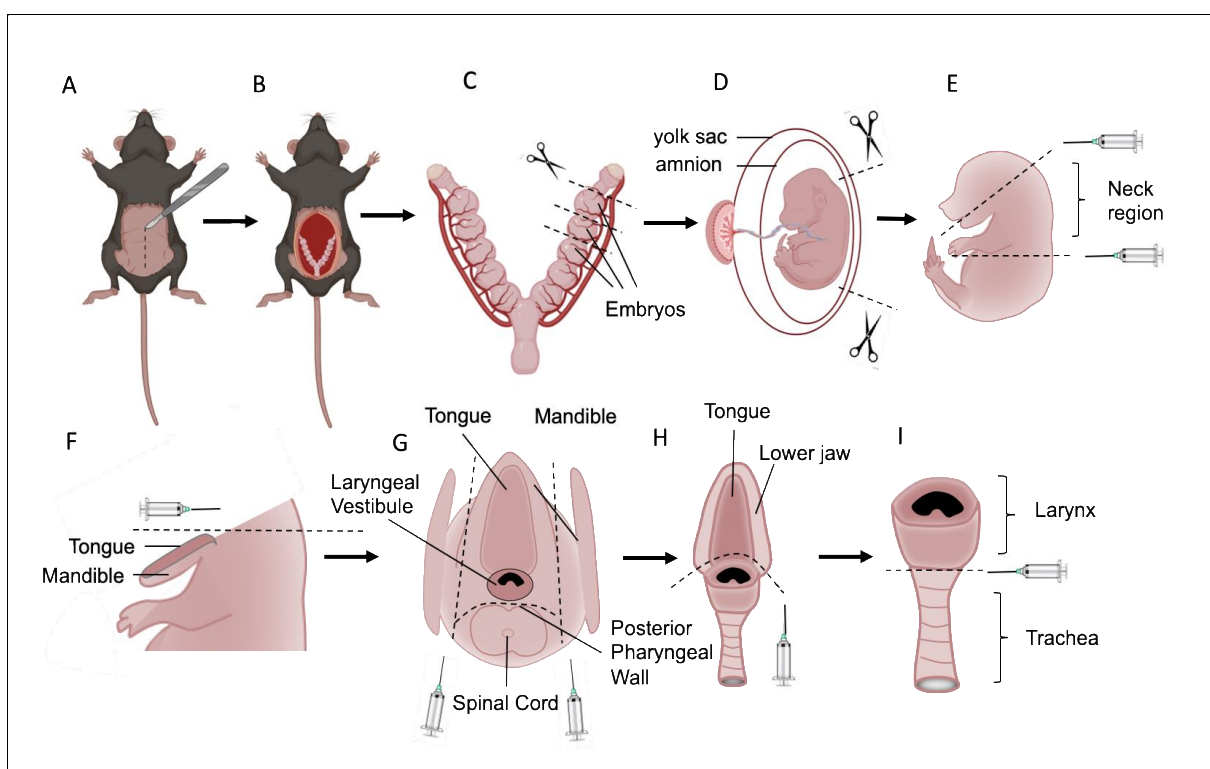 A
B
C
D
E
yolk sac
amnion
Neck
region
Embryos
F
G
H
I
Tongue
Mandible
Tongue
Lower jaw
Laryngeal
Vestibule
Larynx
Tongue
Mandible
Posterior
Pharyngeal
Wall
Trachea
Spinal Cord